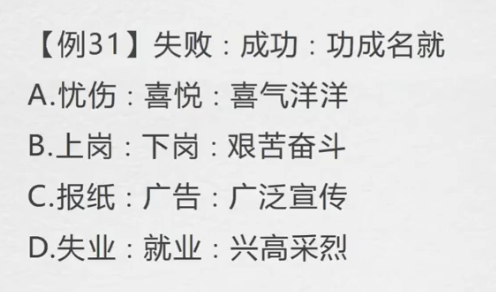 【例31】失败：成功：功成名就
A.忧伤：喜悦：喜气洋洋
B.上岗：下岗：艰苦奋斗
C.报纸：广告：广泛宣传
D.失业：就业：兴高采烈